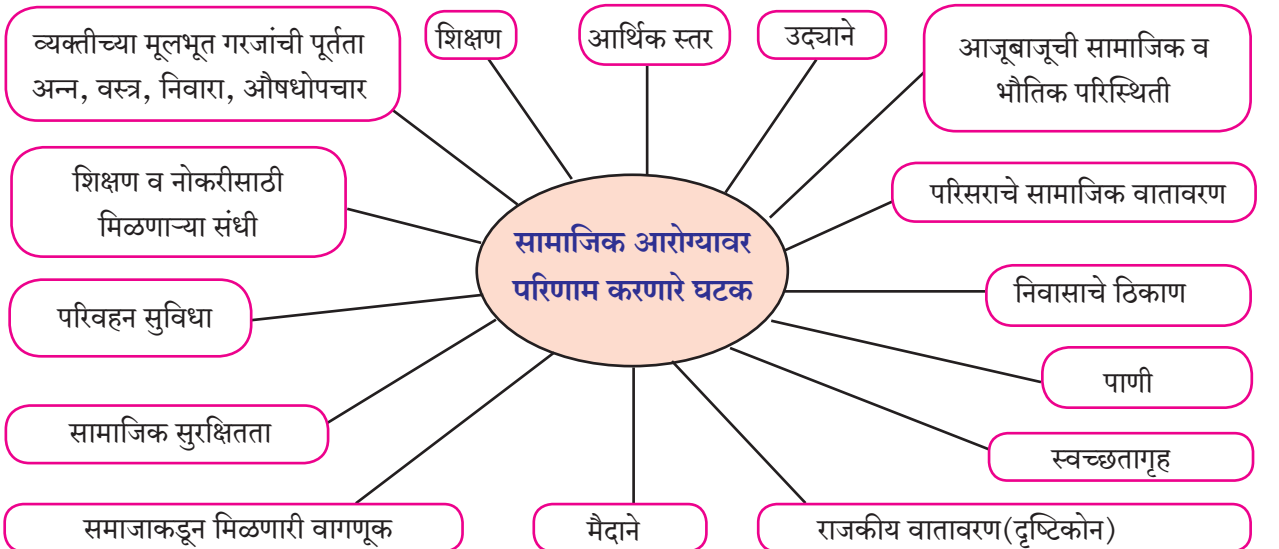 व्यक्तीच्या मूलभूत गरजांची पूर्तता
अन्न, वस्त्र, निवारा, औषधोपचार
शिक्षण
आर्थिक स्तर
उद्याने
आजूबाजूची सामाजिक व
भौतिक परिस्थिती
शिक्षण व नोकरीसाठी
मिळणाऱ्या संधी
परिसराचे सामाजिक वातावरण
सामाजिक आरोग्यावर
परिणाम करणारे घटक
परिवहन सुविधा
निवासाचे ठिकाण
पाणी
सामाजिक सुरक्षितता
स्वच्छतागृह
समाजाकडून मिळणारी वागणूक
मैदाने
राजकीय वातावरण(दृष्टिकोन)